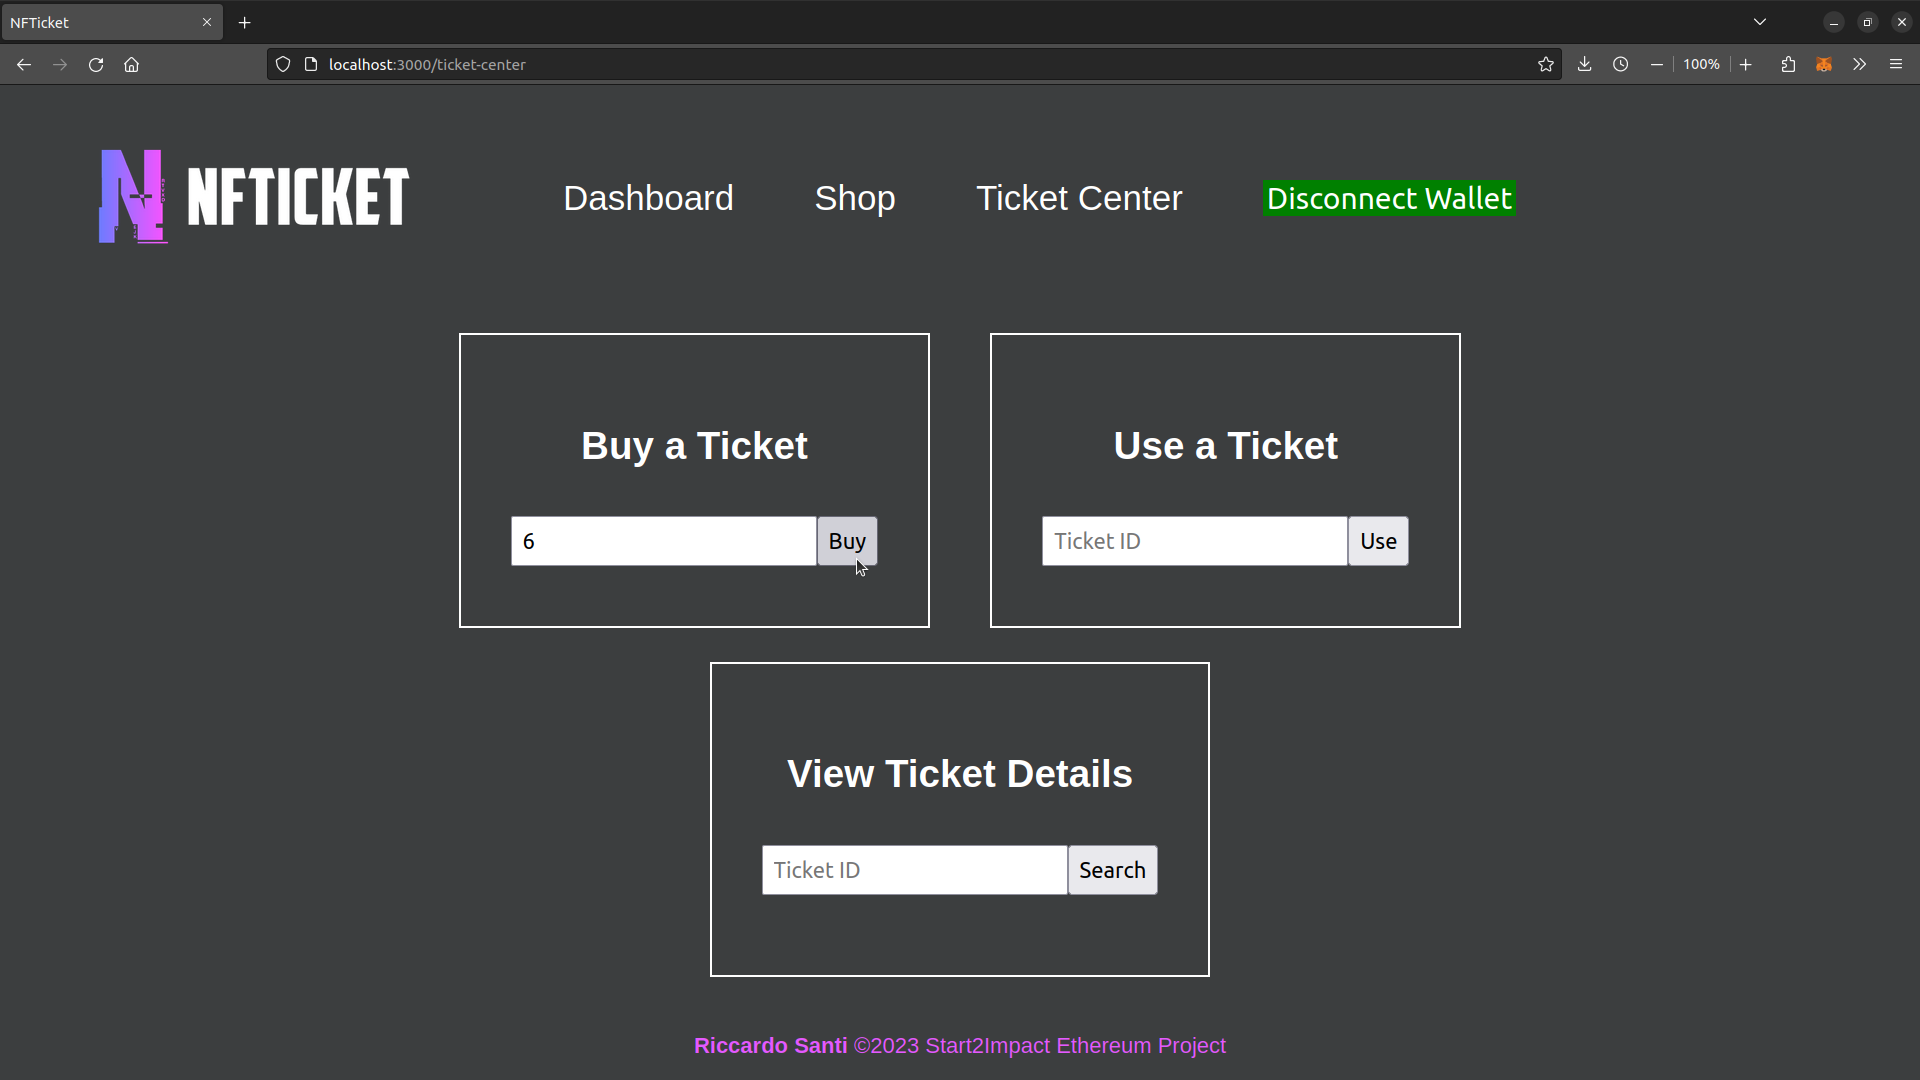 NFTicket
localhost:3000/ticket-center
100%
NFTICKET
Dashboard
Shop
Ticket Center
Disconnect Wallet
Buy a Ticket
6
Buy
Use a Ticket
Ticket ID
Use
View Ticket Details
Ticket ID
Search
Riccardo Santi ©2023 Start2Impact Ethereum Project